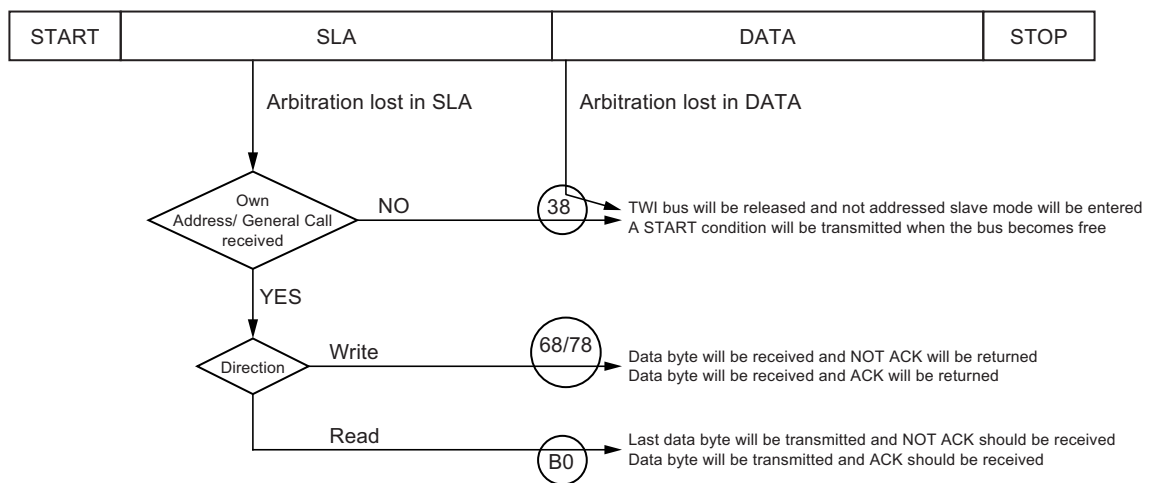 START SLA DATA STOP
Arbitration lost in SLA Arbitration lost in DATA
Own
Address/ General Call
received
NO
38
TWI bus will be released and not addressed slave mode will be entered
A START condition will be transmitted when the bus becomes free
YES
Direction
Write
68/78
Data byte will be received and NOT ACK will be returned
Data byte will be received and ACK will be returned
Read
B0
Last data byte will be transmitted and NOT ACK should be received
Data byte will be transmitted and ACK should be received